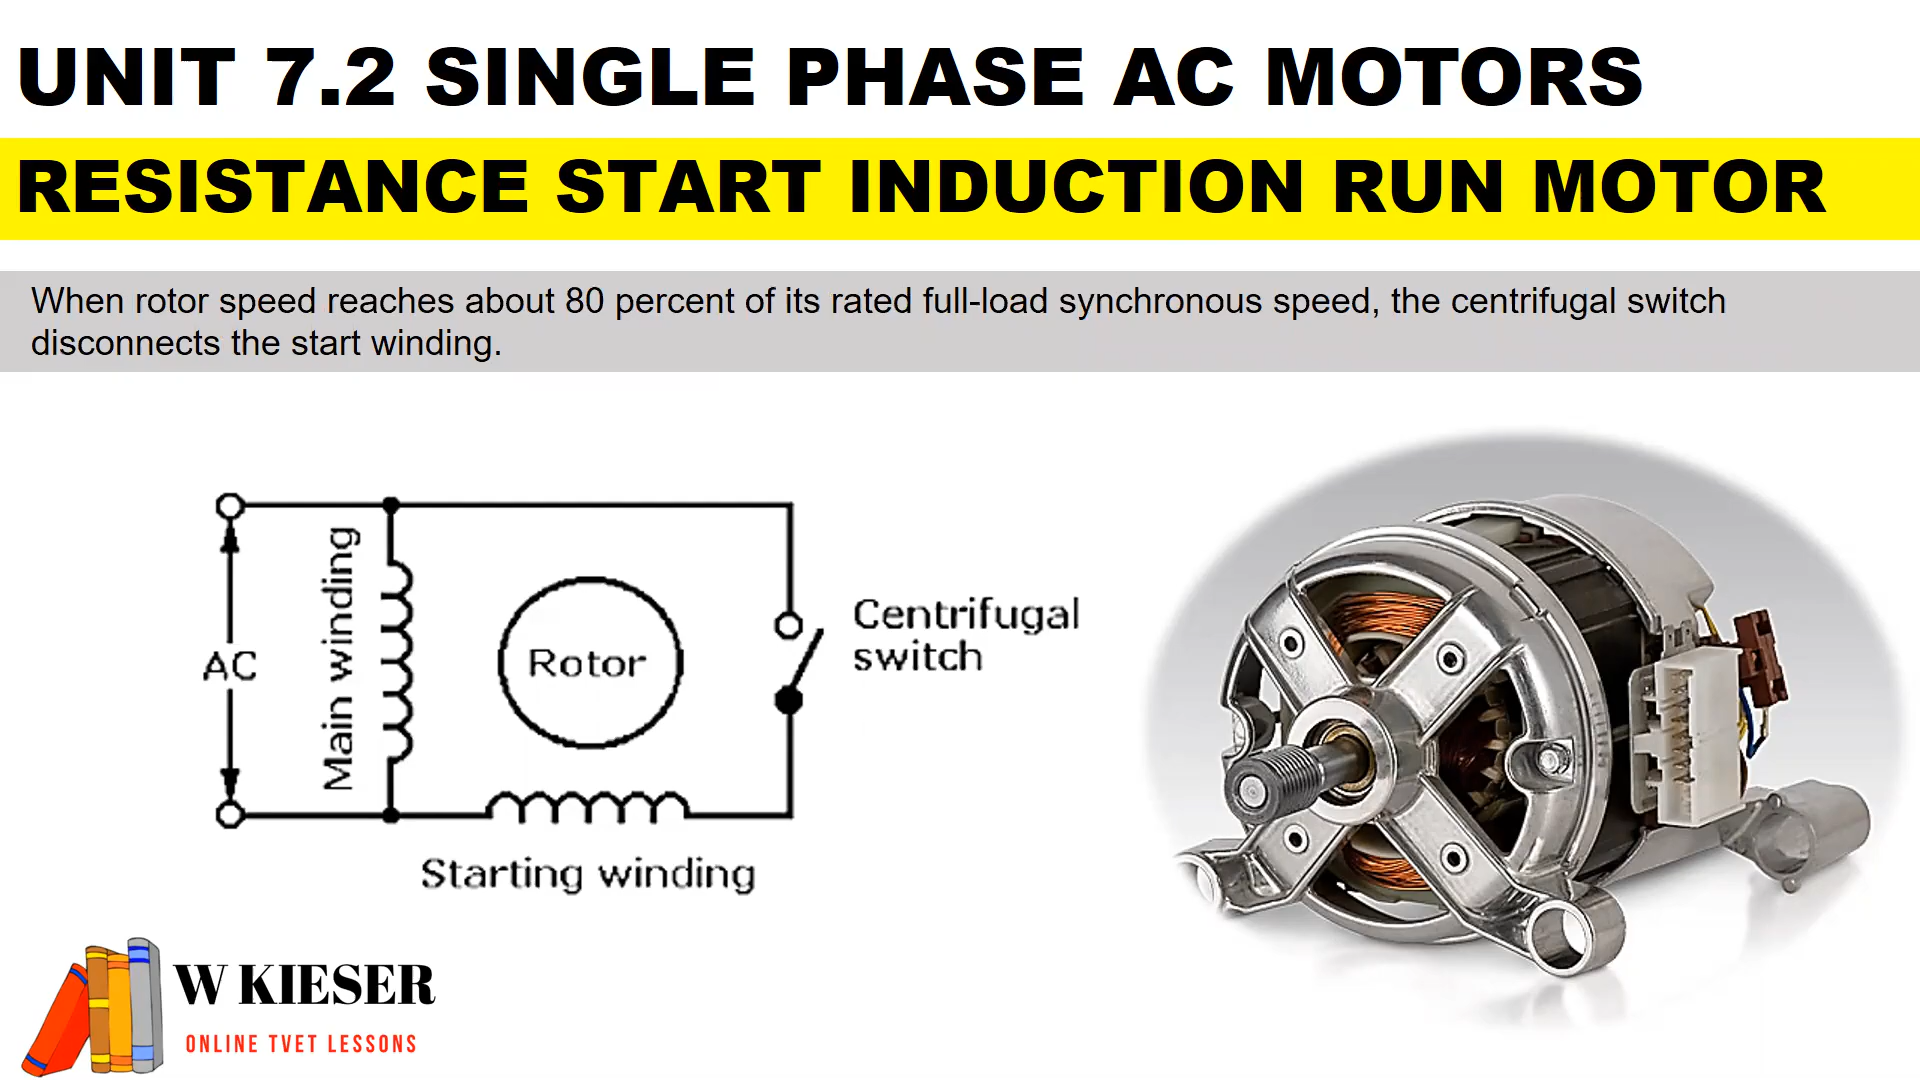 UNIT 7.2 SINGLE PHASE AC MOTORS
RESISTANCE START INDUCTION RUN MOTOR
When rotor speed reaches about 80 percent of its rated full-load synchronous speed, the centrifugal switch
disconnects the start winding.
AC
Main winding
Rotor
Centrifugal
switch
Starting winding
W KIESER
ONLINE TVET LESSONS